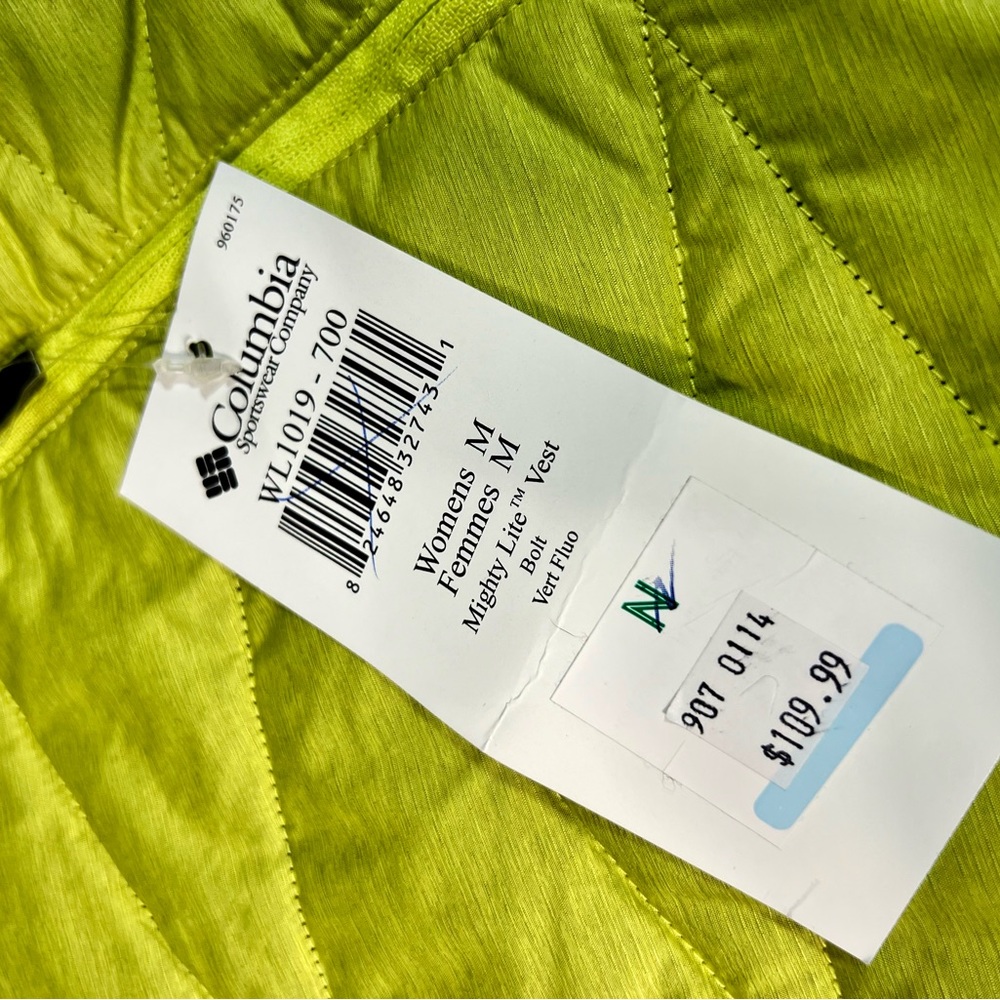 960175
Columbia
Sportswear Company
WL1019 - 700
8 24648 32743 1
Womens M
Femmes M
Mighty Lite™ Vest
Bolt
Vert Fluo
907 0114
$109.99